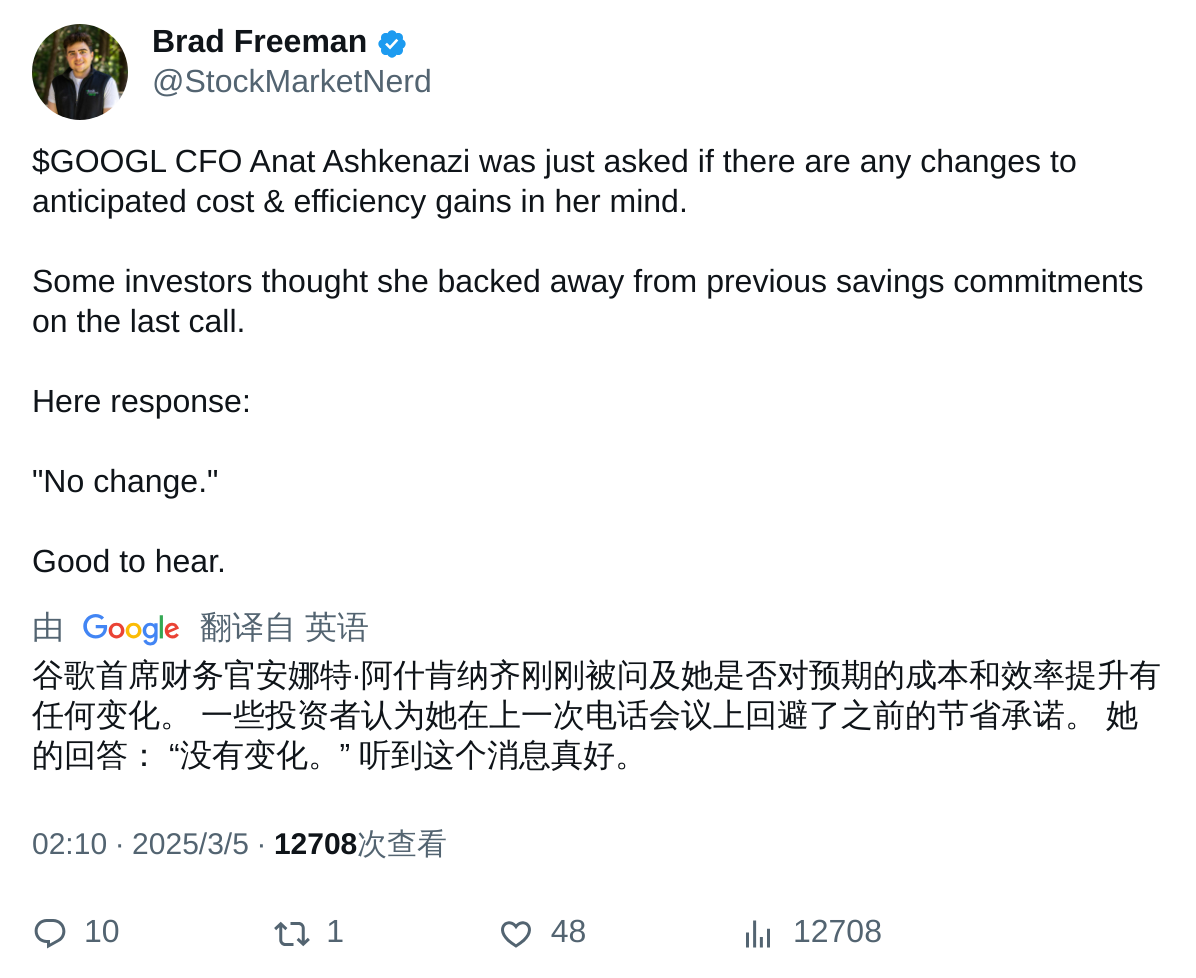 Brad Freeman
@StockMarketNerd
$GOOGL CFO Anat Ashkenazi was just asked if there are any changes to
anticipated cost & efficiency gains in her mind.
Some investors thought she backed away from previous savings commitments
on the last call.
Here response:
"No change."
Good to hear.
由 Google 翻译自 英语
谷歌首席财务官安娜特·阿什肯纳齐刚刚被问及她是否对预期的成本和效率提升有
任何变化。 一些投资者认为她在上一次电话会议上回避了之前的节省承诺。 她
的回答： “没有变化。” 听到这个消息真好。
02:10 · 2025/3/5 · 12708次查看
10 1 48 12708